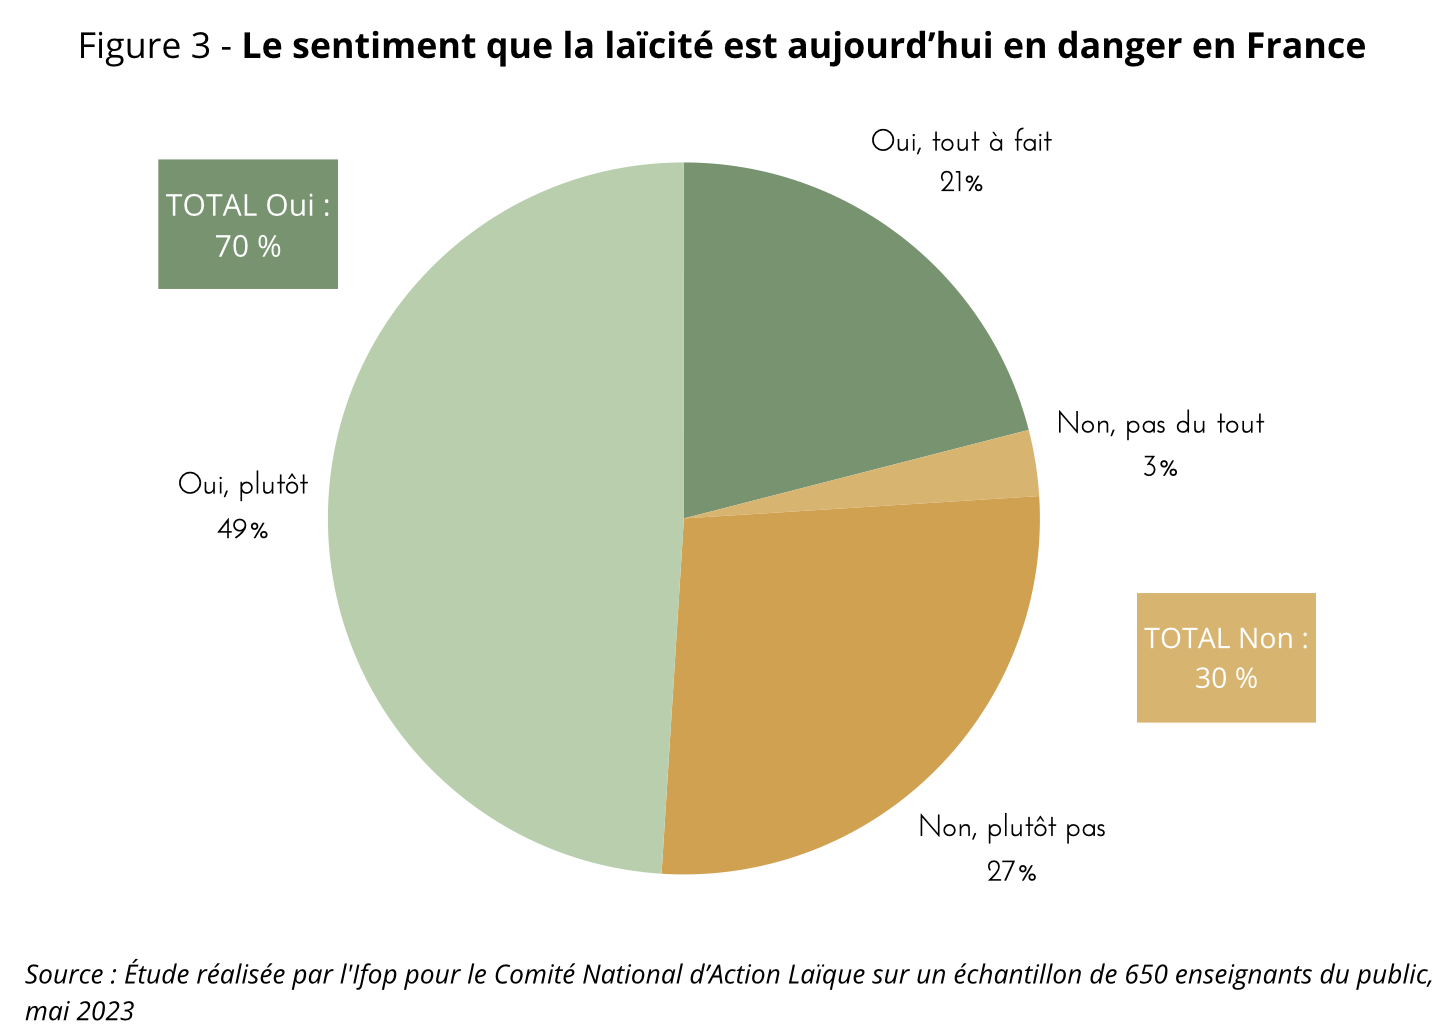 Figure 3 - Le sentiment que la laïcité est aujourd’hui en danger en France
Oui, tout à fait
21%
TOTAL Oui :
70 %
Non, pas du tout
3%
Oui, plutôt
49%
TOTAL Non :
30 %
Non, plutôt pas
27%
Source : Étude réalisée par l'Ifop pour le Comité National d’Action Laïque sur un échantillon de 650 enseignants du public,
mai 2023